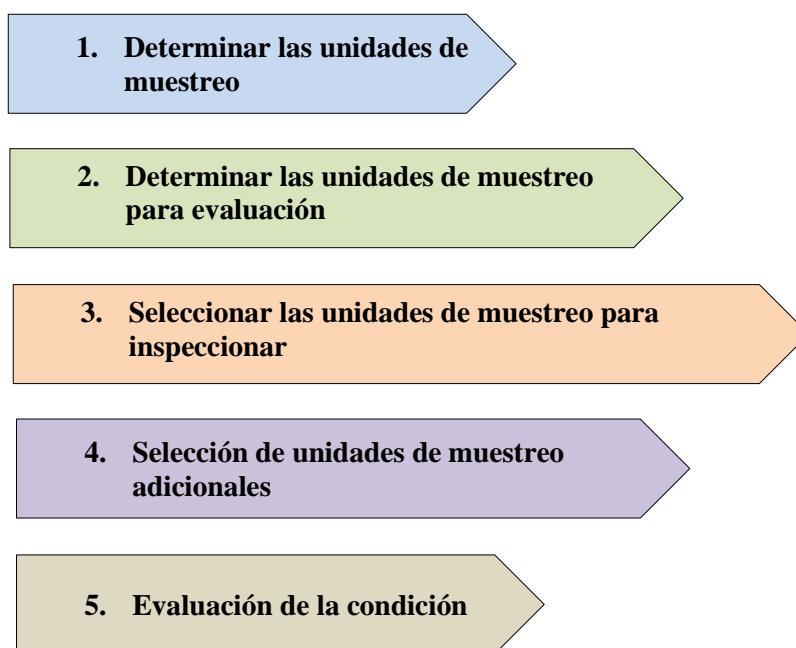 1. Determinar las unidades de
muestreo
2. Determinar las unidades de muestreo
para evaluación
3. Seleccionar las unidades de muestreo para
inspeccionar
4. Selección de unidades de muestreo
adicionales
5. Evaluación de la condición